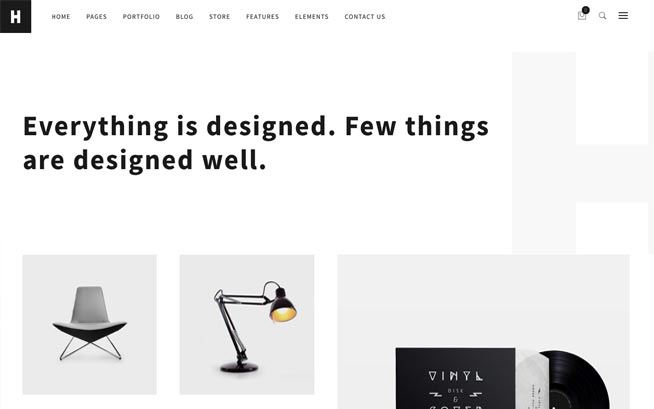 H
HOME PAGES PORTFOLIO BLOG STORE FEATURES ELEMENTS CONTACT US
0
Everything is designed. Few things
are designed well.
VINYL
DISK
&
COVER